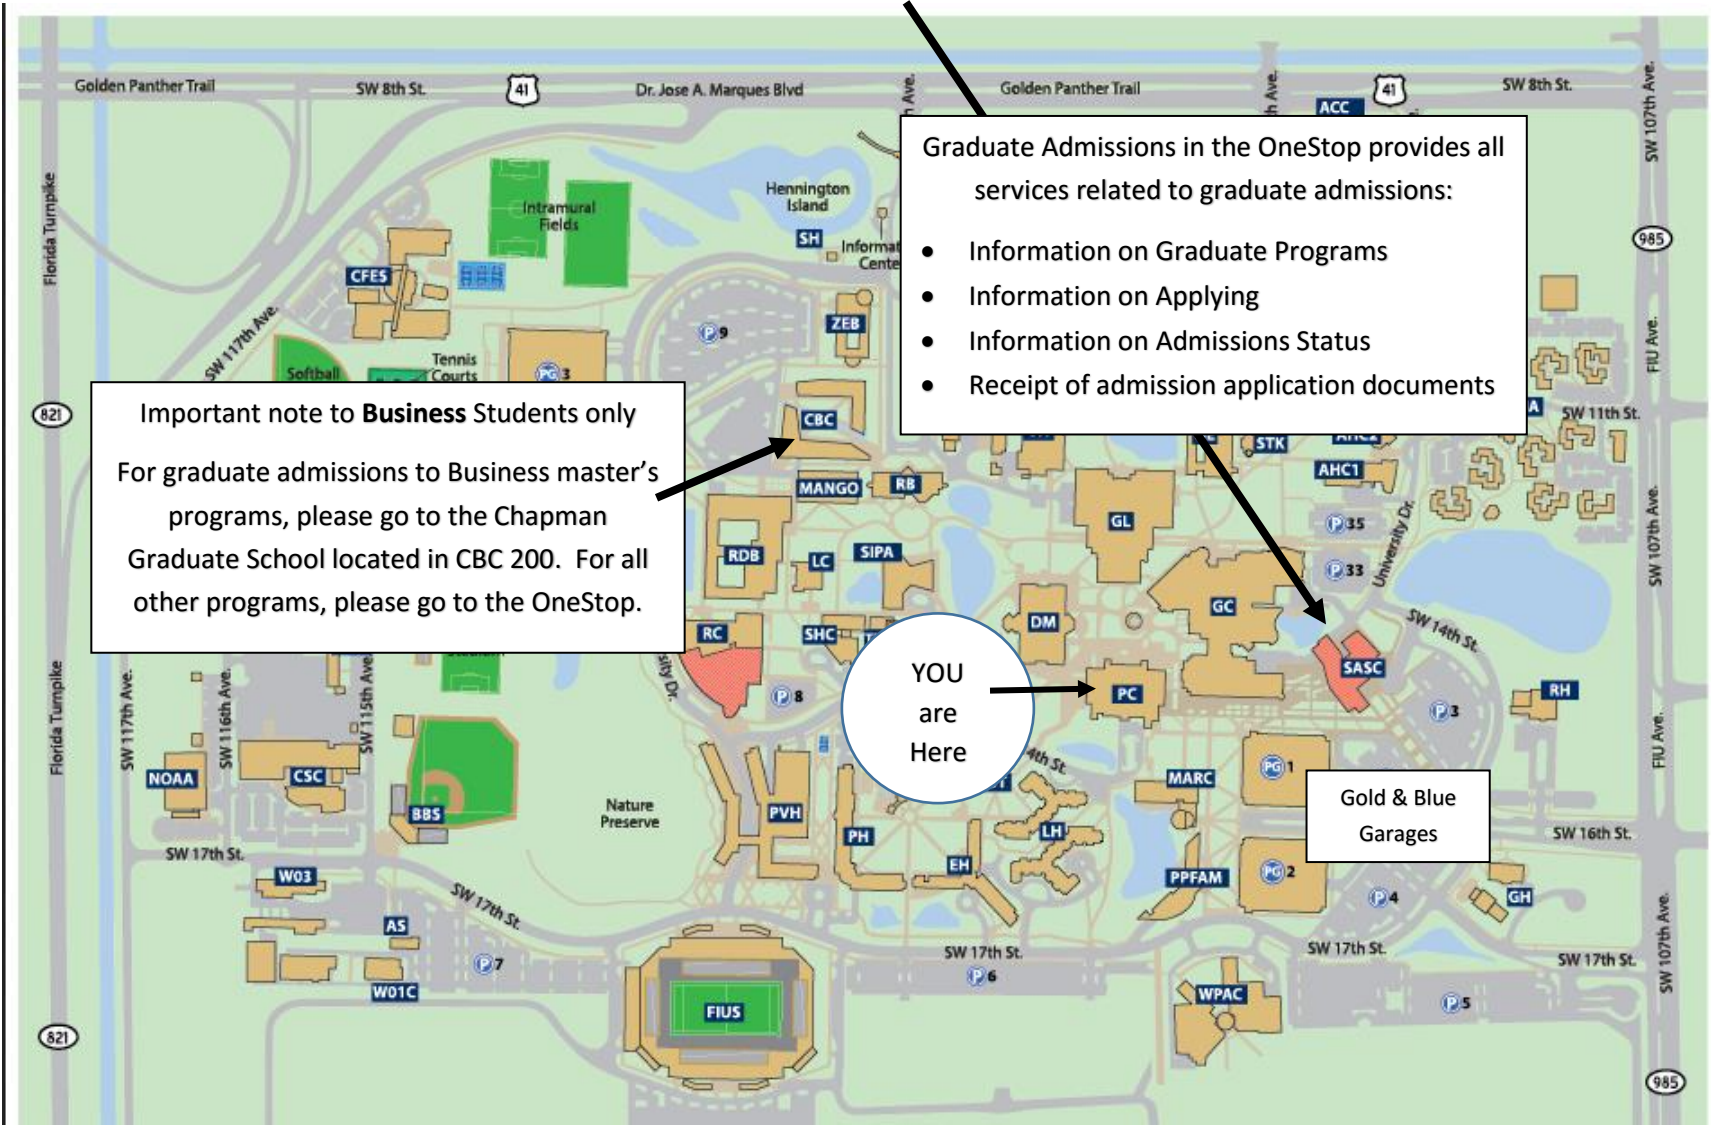 Golden Panther Trail
SW 8th St.
41
Dr. Jose A. Marques Blvd
Golden Panther Trail
41
SW 8th St.
Ave.
Ave.
ACC
SW 107th Ave.
Graduate Admissions in the OneStop provides all
services related to graduate admissions:
• Information on Graduate Programs
• Information on Applying
• Information on Admissions Status
• Receipt of admission application documents
Florida Turnpike
Intramural
Fields
Hennington
Island
SH
985
CFES
SW 117th Ave.
9
ZEB
FIU Ave.
Tennis
Courts
Softball
PG 3
821
Important note to Business Students only
For graduate admissions to Business master's
programs, please go to the Chapman
Graduate School located in CBC 200. For all
other programs, please go to the OneStop.
CBC
SW 11th St.
STK
AHC2
AHC1
MANGO
RB
GL
P 35
University Dr.
SW 107th Ave.
RDB
LC
SIPA
P 33
GC
DM
SW 14th St.
RC
SHC
YOU
are
Here
PC
SASC
RH
P 8
P 3
Florida Turnpike
SW 117th Ave.
SW 116th Ave.
SW 115th Ave.
FIU Ave.
NOAA
CSC
BBS
Nature
Preserve
PVH
PH
LH
EH
MARC
PG 1
Gold & Blue
Garages
SW 16th St.
SW 17th St.
W03
SW 17th St.
PPFAM
PG 2
P 4
GH
AS
P 7
W01C
SW 17th St.
P 6
SW 17th St.
SW 17th St.
SW 107th Ave.
FIUS
WPAC
P 5
821
985